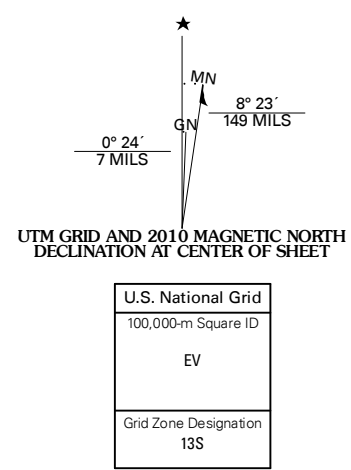 MN
GN
8° 23´
149 MILS
0° 24´
7 MILS
UTM GRID AND 2010 MAGNETIC NORTH
DECLINATION AT CENTER OF SHEET
U.S. National Grid
100,000-m Square ID
EV
Grid Zone Designation
13S